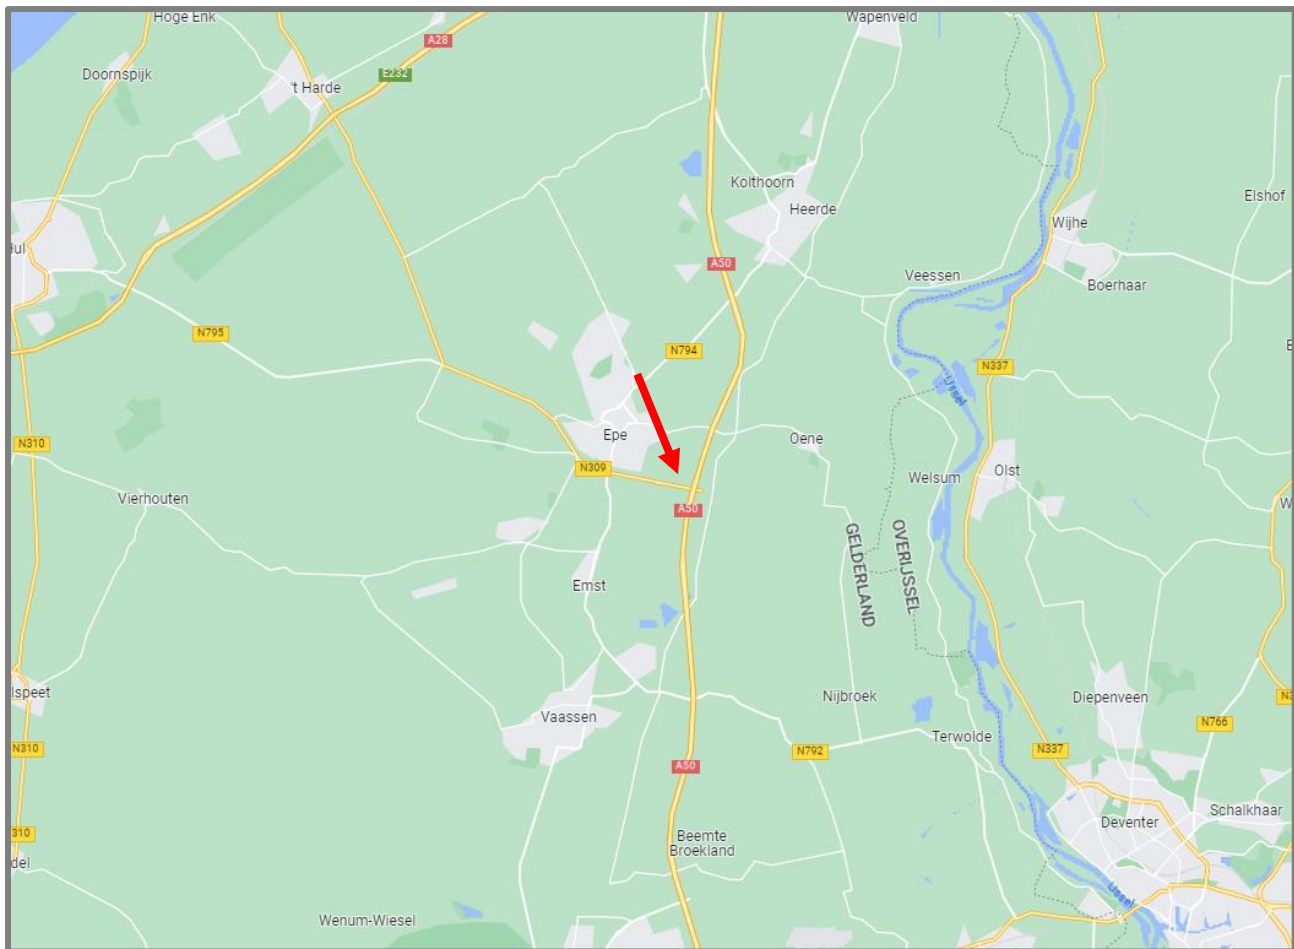 Hoge Enk
Wapenveld
A28
Doornspijk
E232
't Harde
Kolthoorn
Elshof
Heerde
Wijhe
A50
Veessen
Boerhaar
N795
N794
N337
IJssel
Epe
Oene
N310
N309
Olst
Welsum
Vierhouten
A50
GELDERLAND
OVERIJSSEL
Emst
Nijbroek
Diepenveen
Vaassen
N766
Terwolde
N310
N792
N337
A50
Schalkhaar
Deventer
310
Beemte
Broekland
IJssel
Wenum-Wiesel